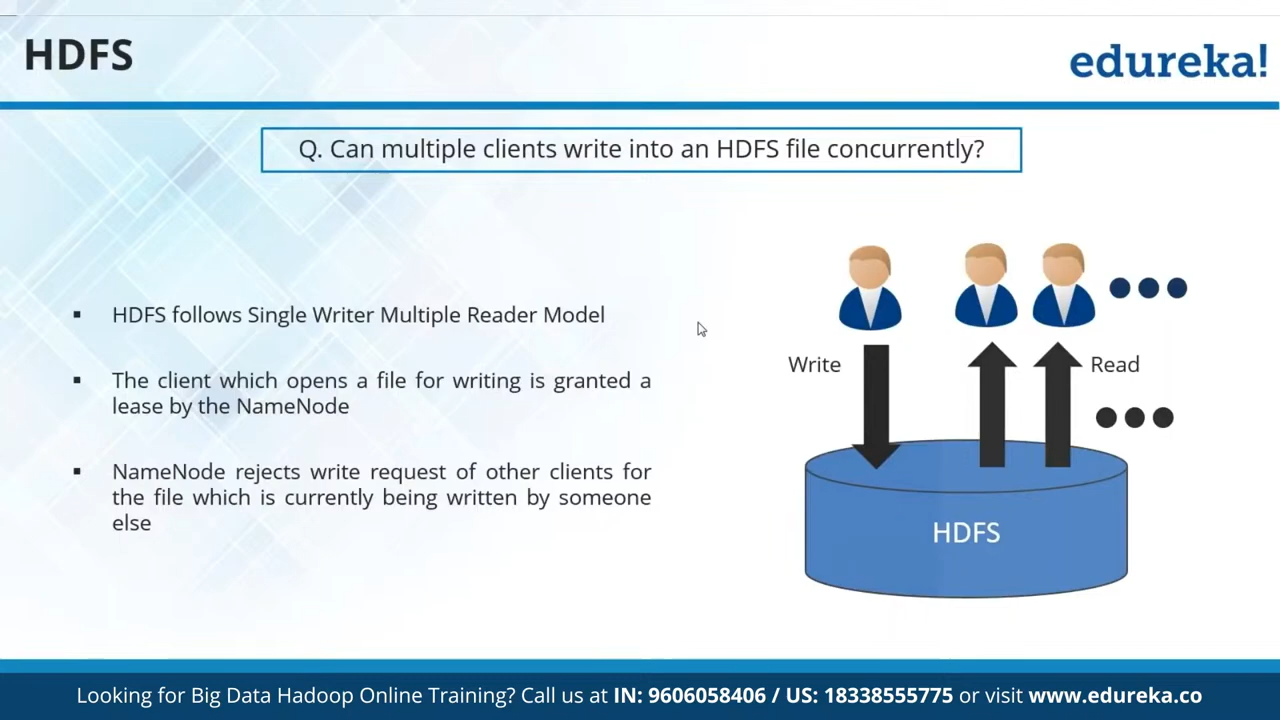 HDFS
edureka!
Q. Can multiple clients write into an HDFS file concurrently?
▪ HDFS follows Single Writer Multiple Reader Model
▪ The client which opens a file for writing is granted a
lease by the NameNode
▪ NameNode rejects write request of other clients for
the file which is currently being written by someone
else
Write
Read
HDFS
Looking for Big Data Hadoop Online Training? Call us at IN: 9606058406 / US: 18338555775 or visit www.edureka.co